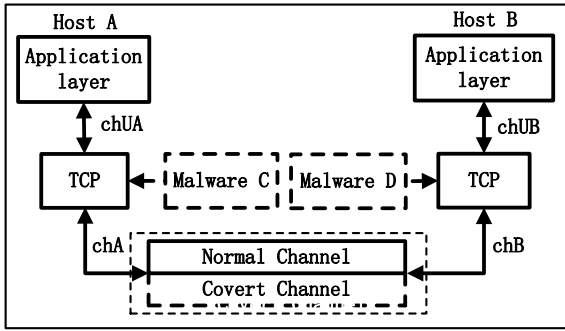 Host A
Host B
Application
layer
Application
layer
chUA
chUB
TCP
Malware C
Malware D
TCP
chA
chB
Normal Channel
Covert Channel